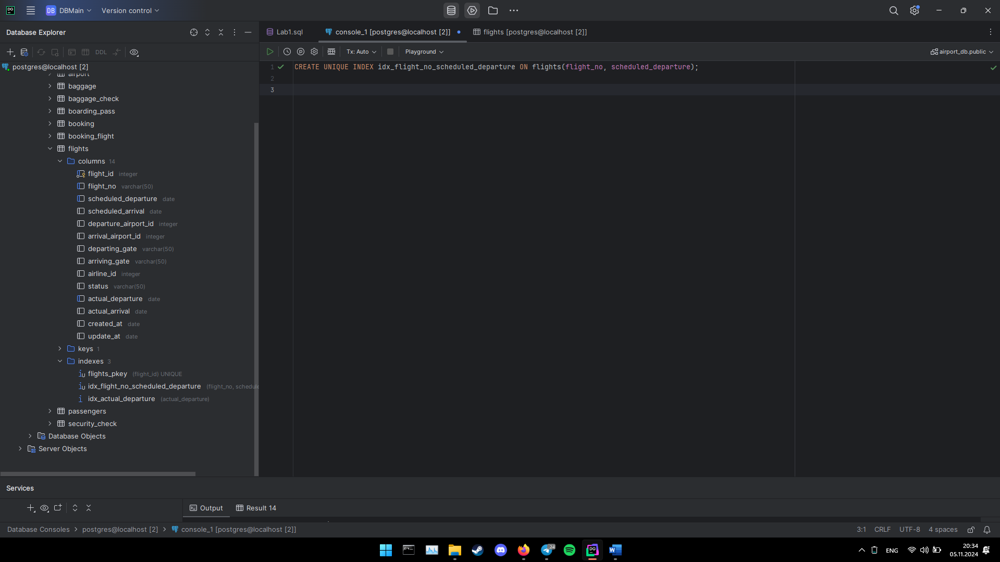 DG DB DBMain Version control
Database Explorer
Lab1.sql console_1 [postgres@localhost [2]] flights [postgres@localhost [2]]
DDL
Tx: Auto Playground airport_db.public
postgres@localhost [2]
airport
baggage
baggage_check
boarding_pass
booking
booking_flight
flights
columns 14
flight_id integer
flight_no varchar(50)
scheduled_departure date
scheduled_arrival date
departure_airport_id integer
arrival_airport_id integer
departing_gate varchar(50)
arriving_gate varchar(50)
airline_id integer
status varchar(50)
actual_departure date
actual_arrival date
created_at date
update_at date
keys 1
indexes 3
flights_pkey (flight_id) UNIQUE
idx_flight_no_scheduled_departure (flight_no, schedule
idx_actual_departure (actual_departure)
passengers
security_check
Database Objects
Server Objects
1 CREATE UNIQUE INDEX idx_flight_no_scheduled_departure ON flights(flight_no, scheduled_departure);
2
3
Services
Output Result 14
Database Consoles > postgres@localhost [2] > console_1 [postgres@localhost [2]]
3:1 CRLF UTF-8 4 spaces
24
DG
W
ENG
20:34
05.11.2024